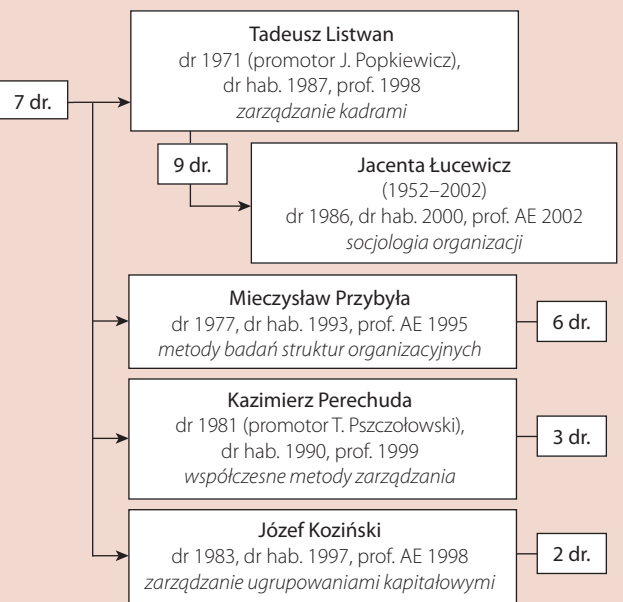 7 dr.
Tadeusz Listwan
dr 1971 (promotor J. Popkiewicz),
dr hab. 1987, prof. 1998
zarządzanie kadrami
9 dr.
Jacenta Łucewicz
(1952–2002)
dr 1986, dr hab. 2000, prof. AE 2002
socjologia organizacji
Mieczysław Przybyła
dr 1977, dr hab. 1993, prof. AE 1995
metody badań struktur organizacyjnych
6 dr.
Kazimierz Perechuda
dr 1981 (promotor T. Pszczołowski),
dr hab. 1990, prof. 1999
współczesne metody zarządzania
3 dr.
Józef Koziński
dr 1983, dr hab. 1997, prof. AE 1998
zarządzanie ugrupowaniami kapitałowymi
2 dr.